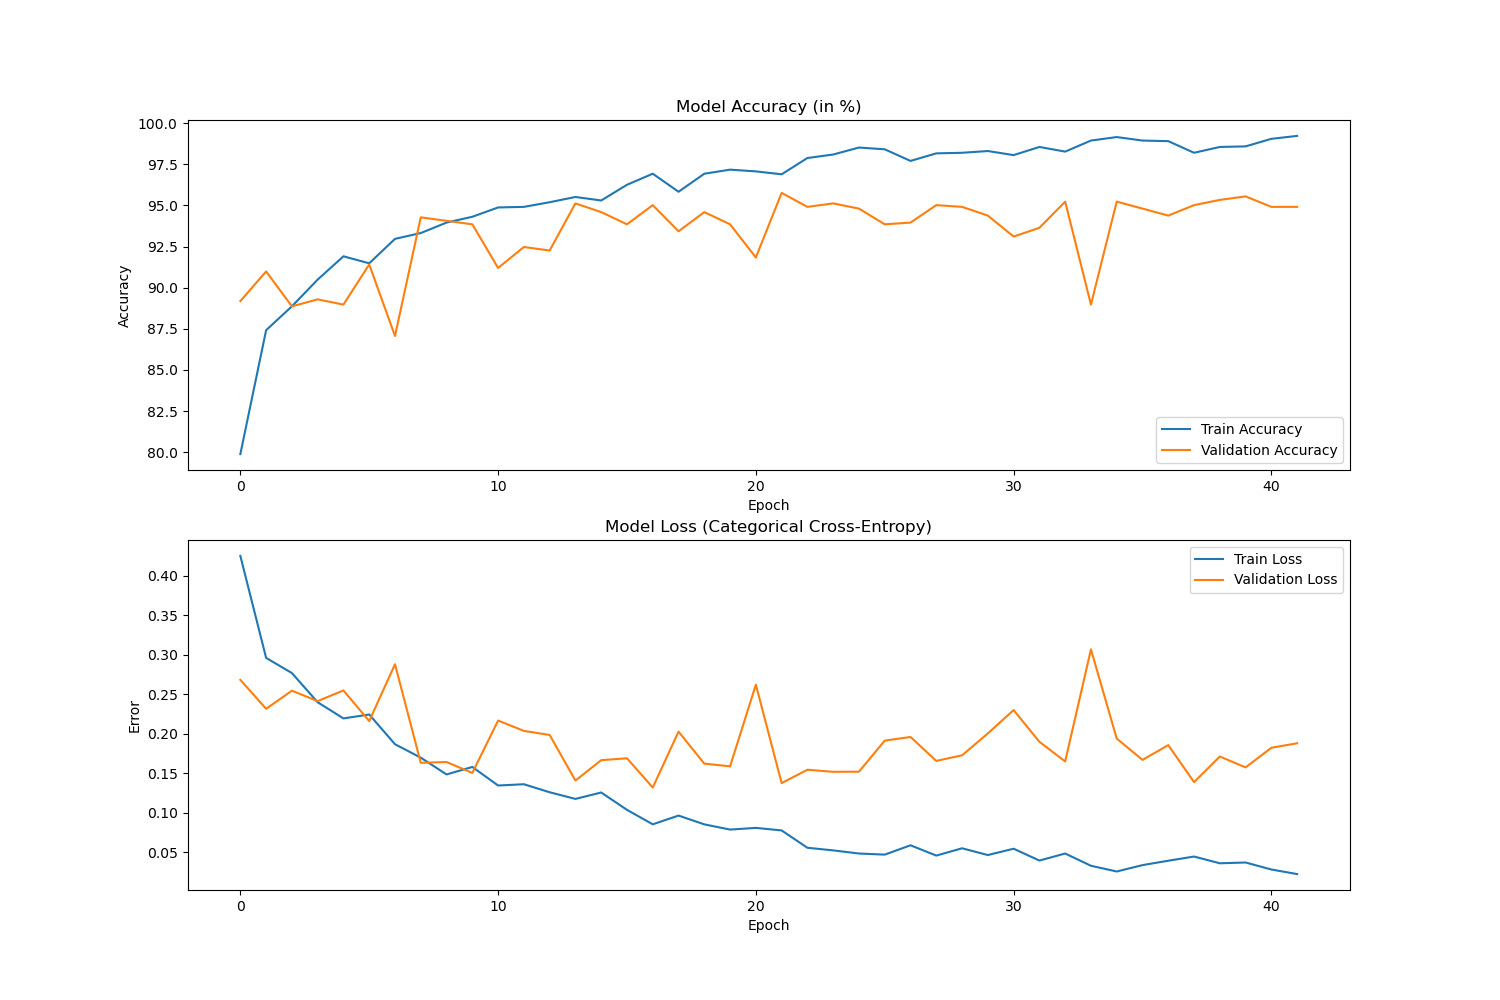 Model Accuracy (in %)
100.0
97.5
95.0
92.5
90.0
87.5
85.0
82.5
80.0
Accuracy
Train Accuracy
Validation Accuracy
0 10 20 30 40
Epoch
Model Loss (Categorical Cross-Entropy)
0.40
0.35
0.30
0.25
0.20
0.15
0.10
0.05
Error
Train Loss
Validation Loss
0 10 20 30 40
Epoch